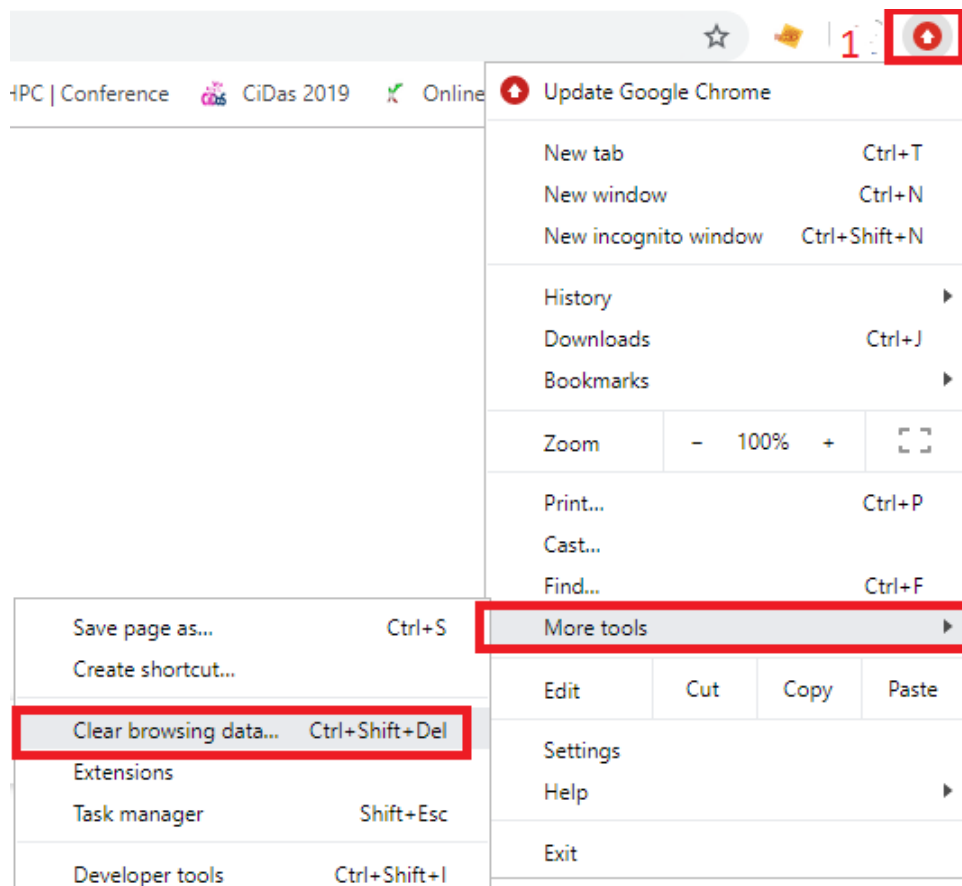 1
HPC | Conference CiDas 2019 Online
Update Google Chrome
New tab Ctrl+T
New window Ctrl+N
New incognito window Ctrl+Shift+N
History
Downloads Ctrl+J
Bookmarks
Zoom - 100% +
Print... Ctrl+P
Cast...
Find... Ctrl+F
More tools
Edit Cut Copy Paste
Settings
Help
Exit
Save page as... Ctrl+S
Create shortcut...
Clear browsing data... Ctrl+Shift+Del
Extensions
Task manager Shift+Esc
Developer tools Ctrl+Shift+I